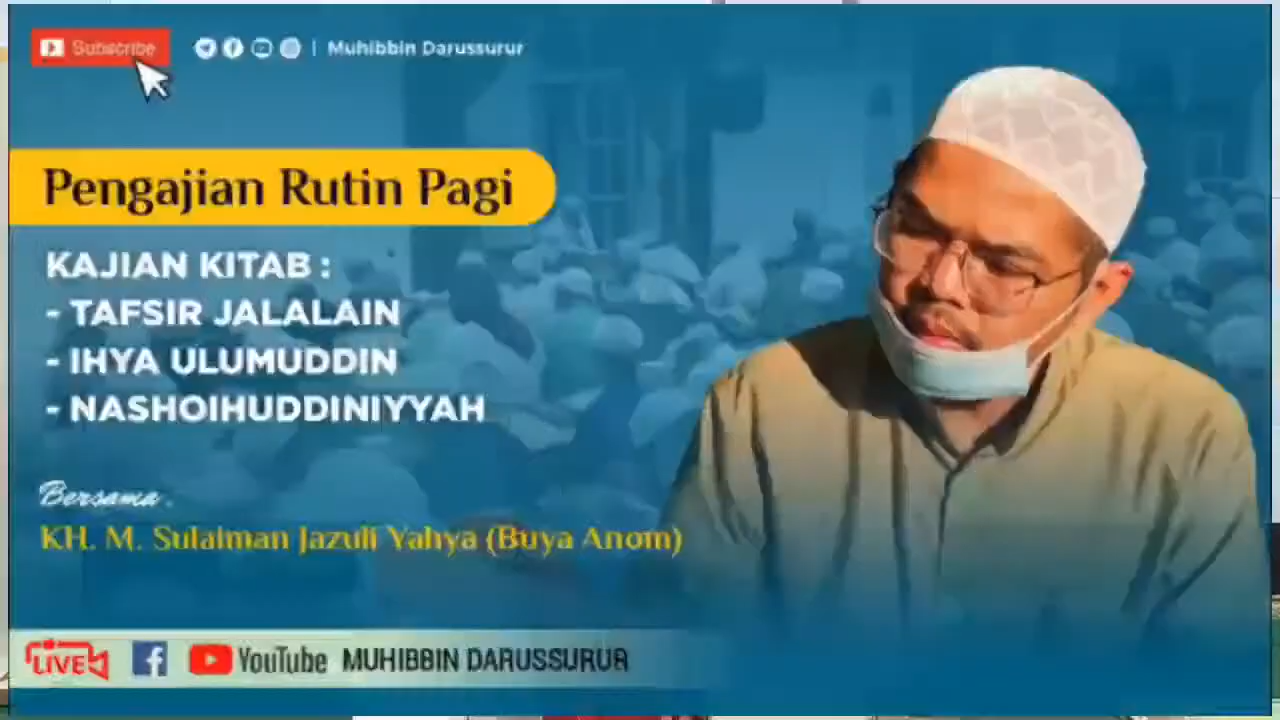 Subscribe
| Muhibbin Darussurur
Pengajian Rutin Pagi
KAJIAN KITAB :
- TAFSIR JALALAIN
- IHYA ULUMUDDIN
- NASHOIHUDDINIYYAH
Bersama :
KH. M. Sulaiman Jazuli Yahya (Buya Anom)
LIVE YouTube MUHIBBIN DARUSSURUR